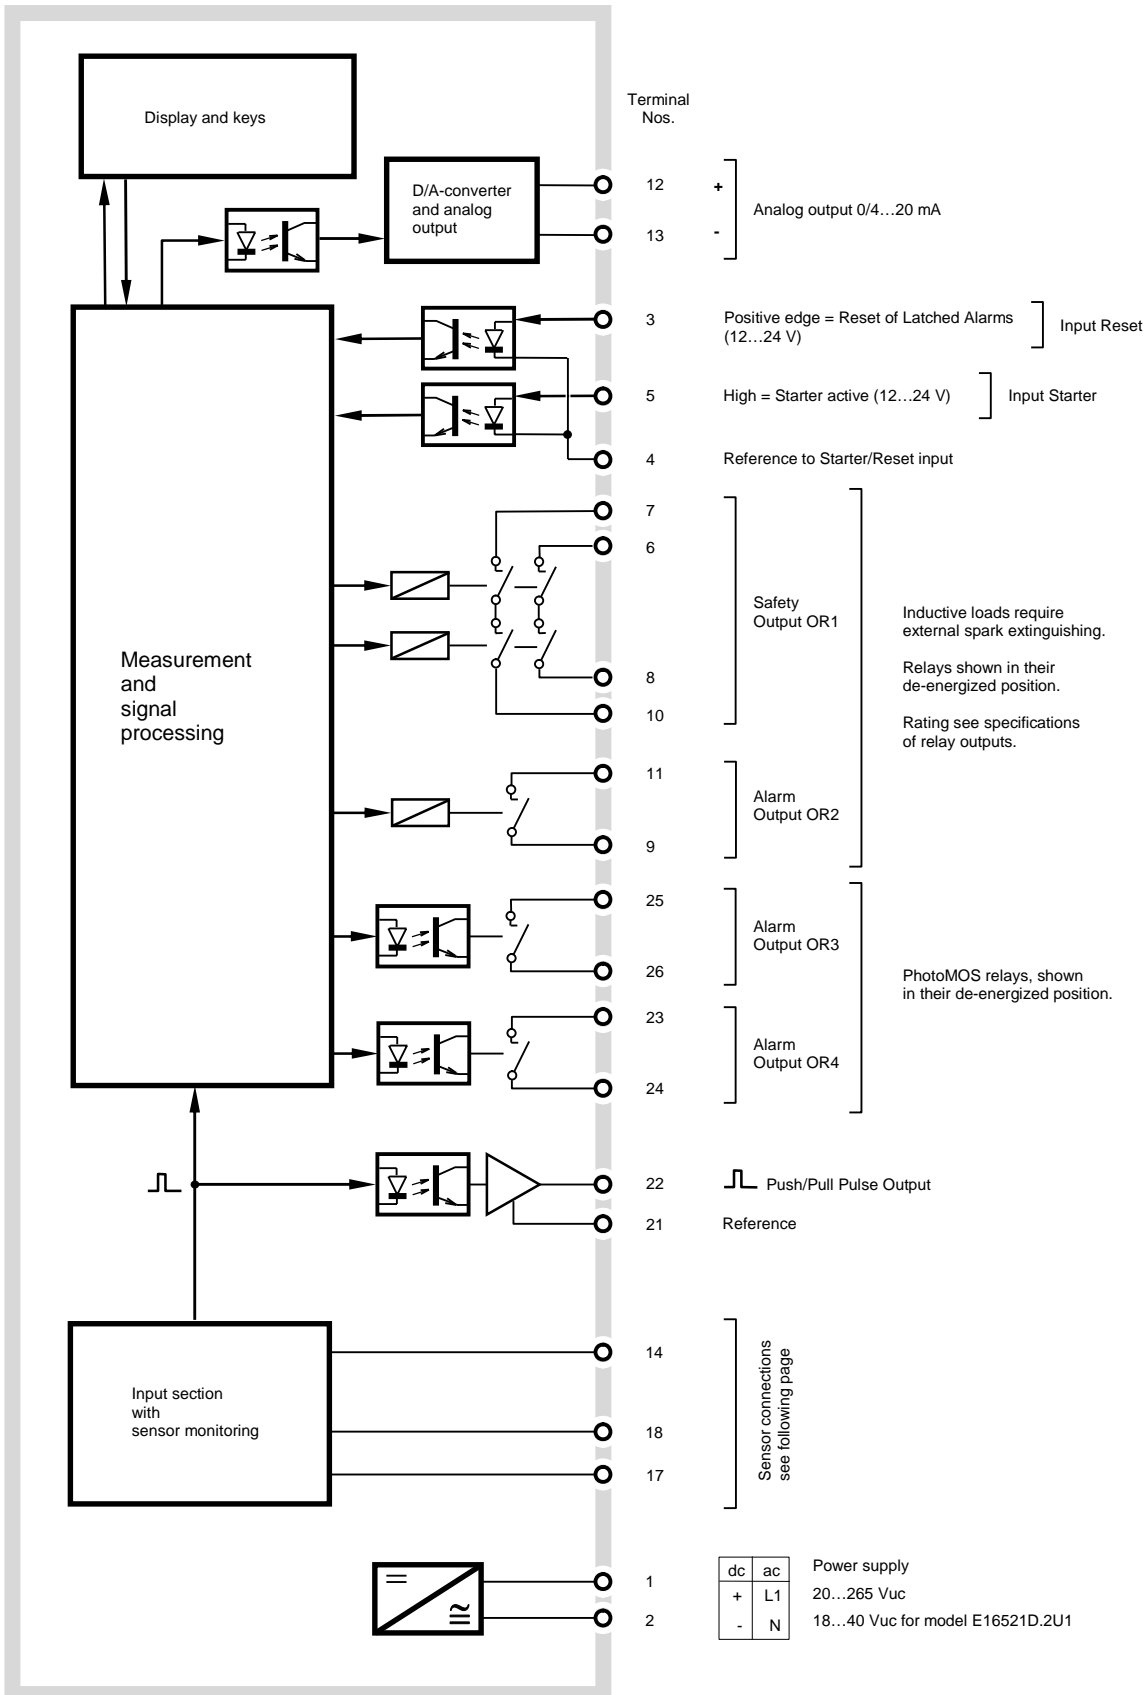 Display and keys
Terminal
Nos.
D/A-converter
and analog
output
12
+
13
-
Analog output 0/4…20 mA
3
Positive edge = Reset of Latched Alarms
(12…24 V)
Input Reset
5
High = Starter active (12…24 V)
Input Starter
4
Reference to Starter/Reset input
7
6
8
10
Safety
Output OR1
Inductive loads require
external spark extinguishing.
Relays shown in their
de-energized position.
Rating see specifications
of relay outputs.
Measurement
and
signal
processing
11
9
Alarm
Output OR2
25
26
Alarm
Output OR3
PhotoMOS relays, shown
in their de-energized position.
23
24
Alarm
Output OR4
22
Push/Pull Pulse Output
21
Reference
Input section
with
sensor monitoring
14
18
17
Sensor connections
see following page
1
2
dc ac
+ L1
- N
Power supply
20…265 Vuc
18…40 Vuc for model E16521D.2U1